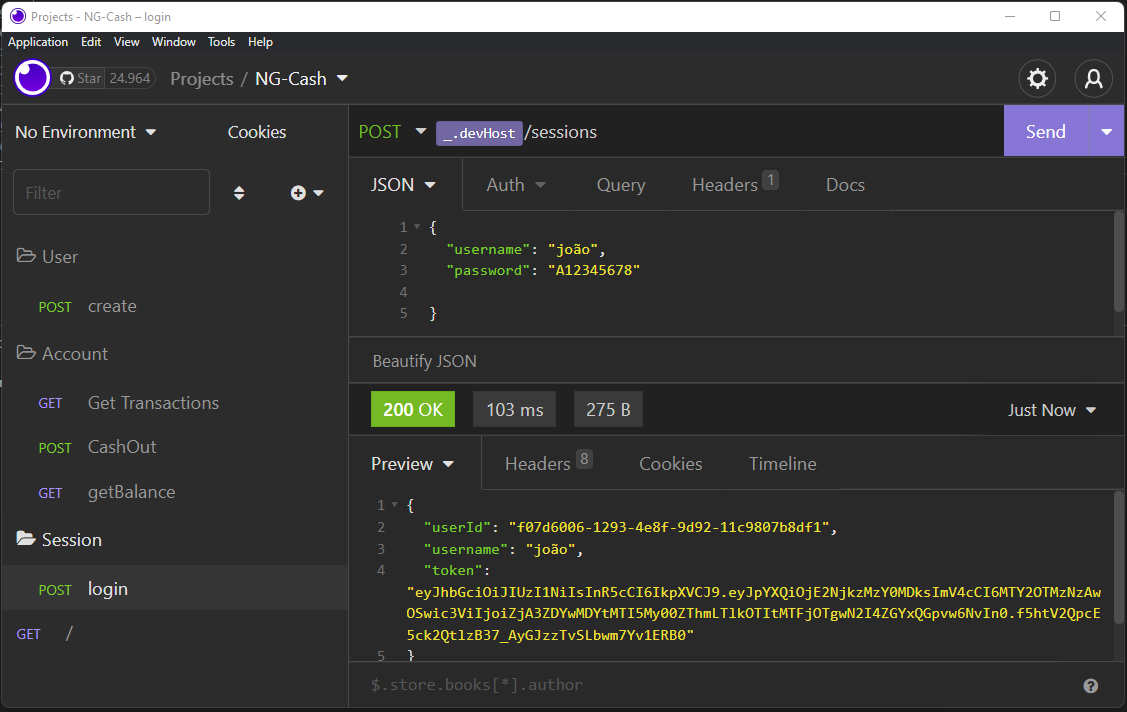 Projects - NG-Cash – login
Application Edit View Window Tools Help
Star 24.964 Projects / NG-Cash
No Environment Cookies
Filter
User
POST create
Account
GET Get Transactions
POST CashOut
GET getBalance
Session
POST login
GET /
POST _.devHost/sessions Send
JSON Auth Query Headers 1 Docs
1 {
2 "username": "joão",
3 "password": "A12345678"
4
5 }
Beautify JSON
200 OK 103 ms 275 B Just Now
Preview Headers 8 Cookies Timeline
1 {
2 "userId": "f07d6006-1293-4e8f-9d92-11c9807b8df1",
3 "username": "joão",
4 "token":
"eyJhbGciOiJIUzI1NiIsInR5cCI6IkpXVCJ9.eyJpYXQiOjE2NjkzMzY0MDksImV4cCI6MTY2OTMzNzAw
OSwic3ViIjoiZjA3ZDYwMDYtMTI5My00ZThmLTlkOTItMTFjOTgwN2I4ZGYxQGpvw6NvIn0.f5htV2QpcE
5ck2QtlzB37_AyGJzzTvSLbwm7Yv1ERB0"
5 }
$.store.books[*].author